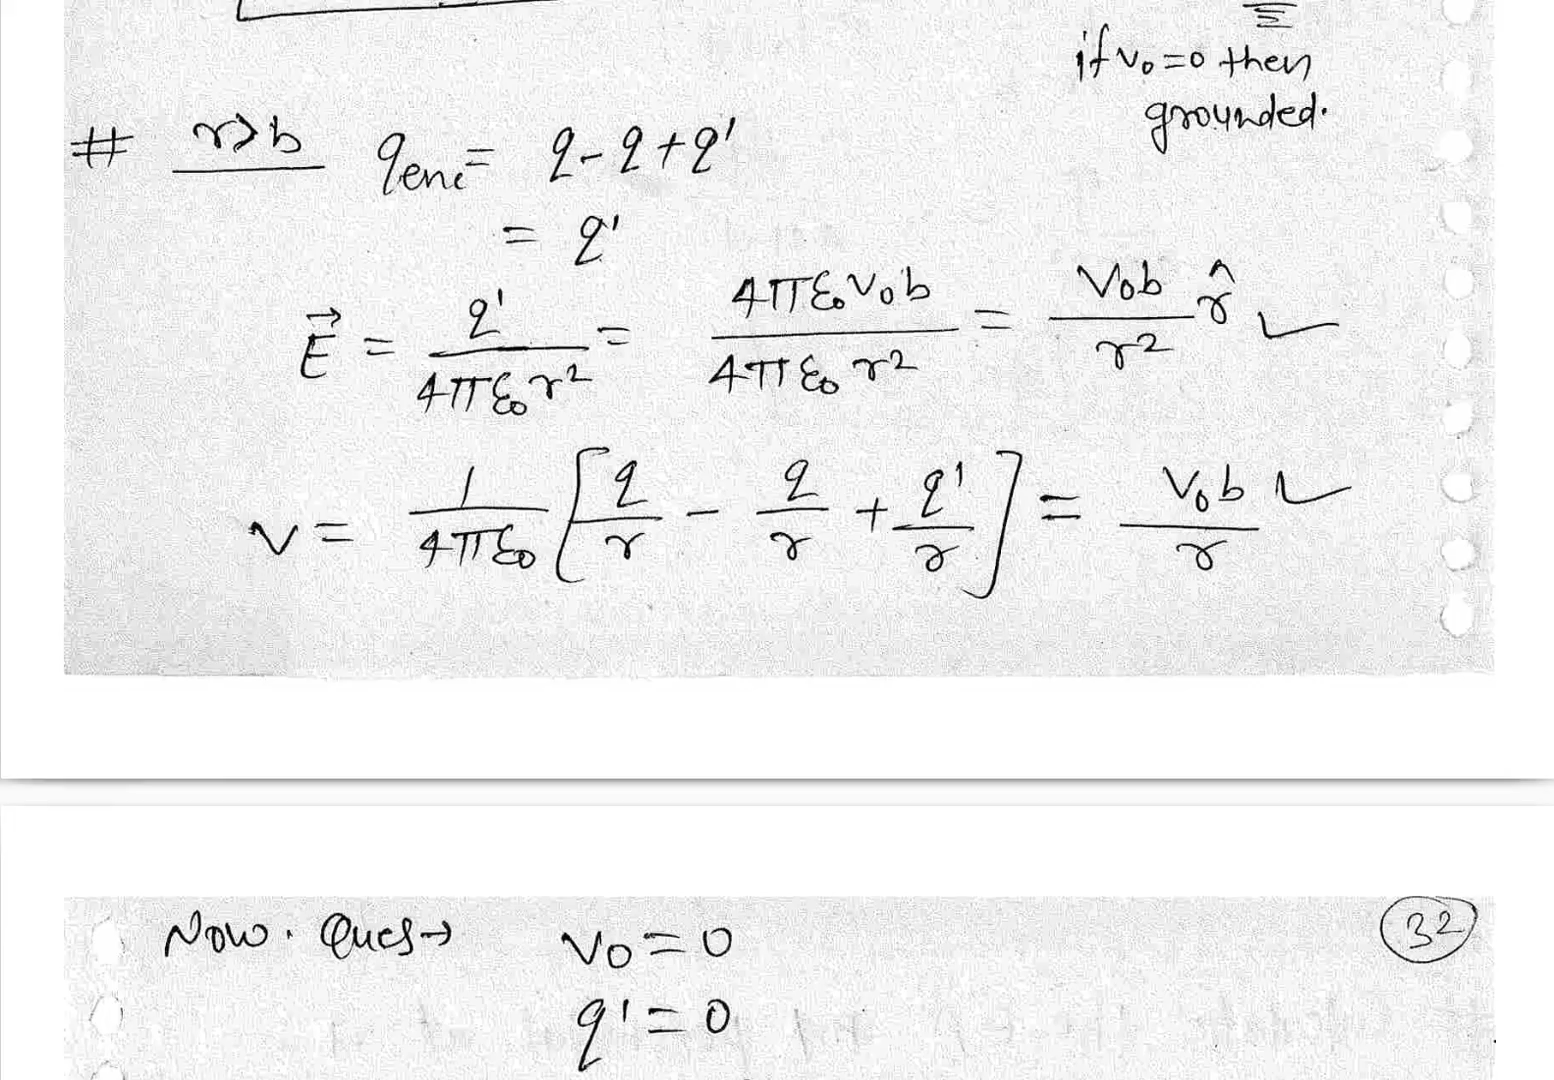 if v₀=0 then
grounded.
# r>b qenc = q-q+q'
= q'
E⃗ = q'/4πε₀r² = 4πε₀V₀b/4πε₀r² = V₀b/r² r̂ ✓
V = 1/4πε₀ [q/r - q/r + q'/r] = V₀b/r ✓
Now. Ques→ V₀=0
32
q'=0